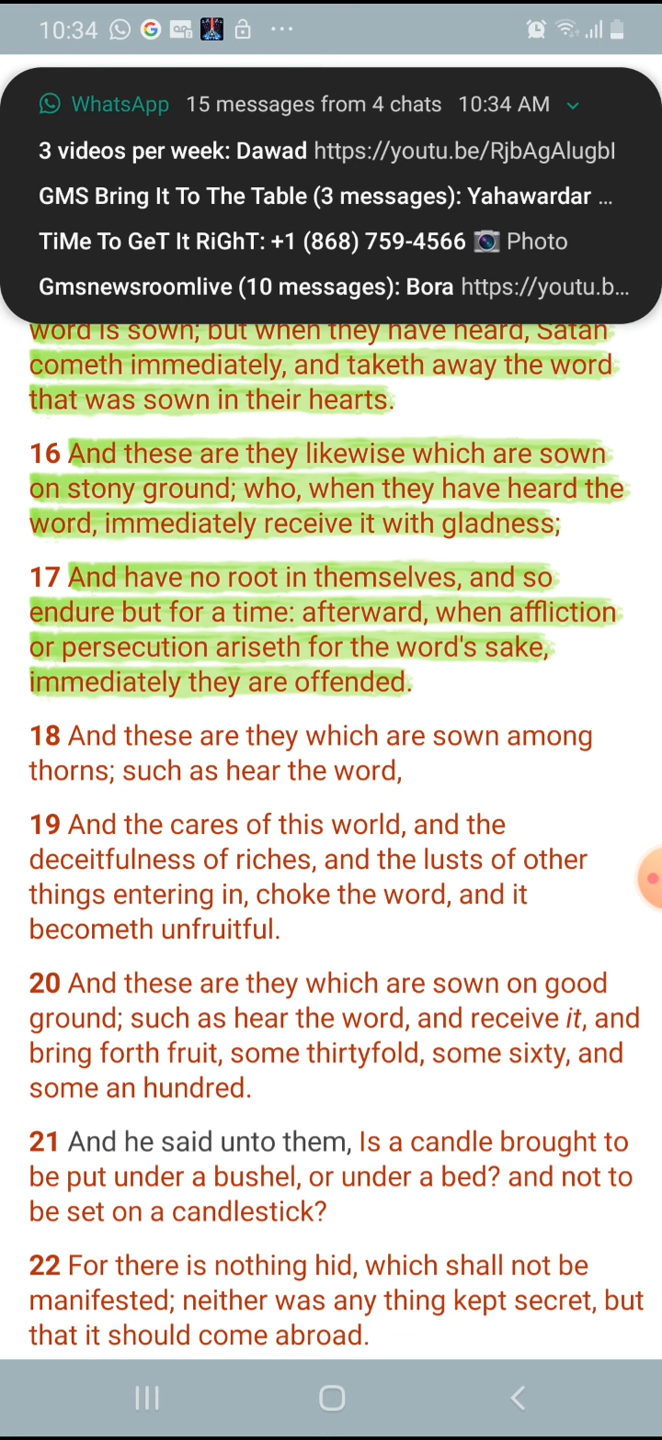 10:34
WhatsApp 15 messages from 4 chats 10:34 AM
3 videos per week: Dawad https://youtu.be/RjbAgAlugbI
GMS Bring It To The Table (3 messages): Yahawardar ...
TiMe To GeT It RiGhT: +1 (868) 759-4566 📷 Photo
Gmsnewsroomlive (10 messages): Bora https://youtu.b...
word is sown; but when they have heard, Satan
cometh immediately, and taketh away the word
that was sown in their hearts.
16 And these are they likewise which are sown
on stony ground; who, when they have heard the
word, immediately receive it with gladness;
17 And have no root in themselves, and so
endure but for a time: afterward, when affliction
or persecution ariseth for the word's sake,
immediately they are offended.
18 And these are they which are sown among
thorns; such as hear the word,
19 And the cares of this world, and the
deceitfulness of riches, and the lusts of other
things entering in, choke the word, and it
becometh unfruitful.
20 And these are they which are sown on good
ground; such as hear the word, and receive it, and
bring forth fruit, some thirtyfold, some sixty, and
some an hundred.
21 And he said unto them, Is a candle brought to
be put under a bushel, or under a bed? and not to
be set on a candlestick?
22 For there is nothing hid, which shall not be
manifested; neither was any thing kept secret, but
that it should come abroad.